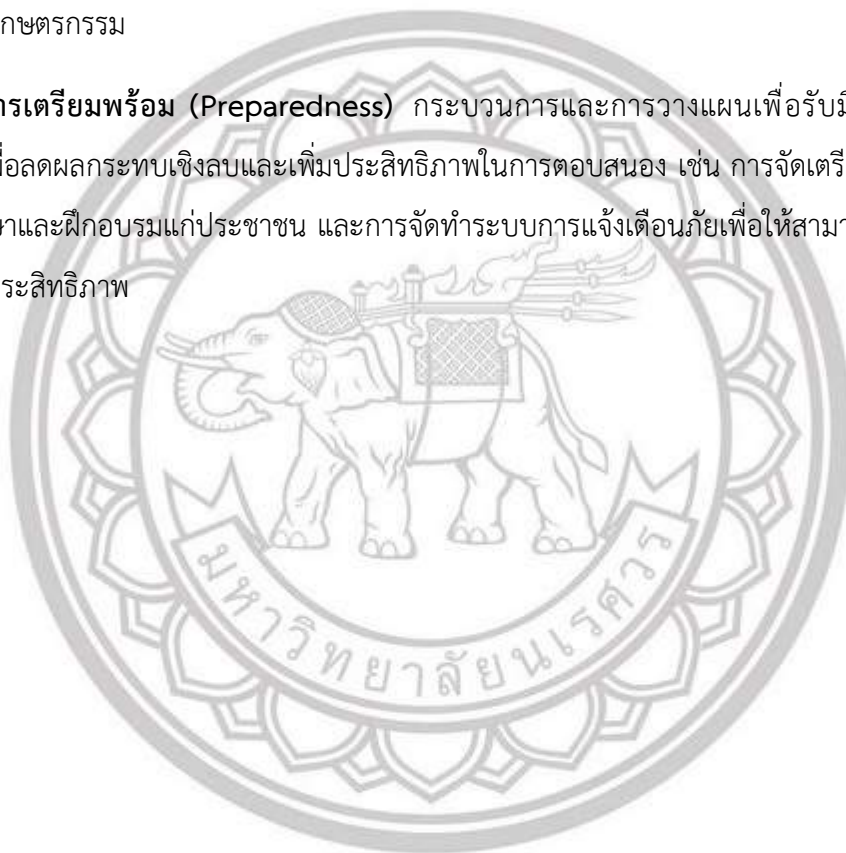 กษตรกรรม
ารเตรียมพร้อม (Preparedness) กระบวนการและการวางแผนเพื่อรับมื
พื่อลดผลกระทบเชิงลบและเพิ่มประสิทธิภาพในการตอบสนอง เช่น การจัดเตรี
ษาและฝึกอบรมแก่ประชาชน และการจัดทำระบบการแจ้งเตือนภัยเพื่อให้สามา
ระสิทธิภาพ
มหาวิทยาลัยนเรศวร